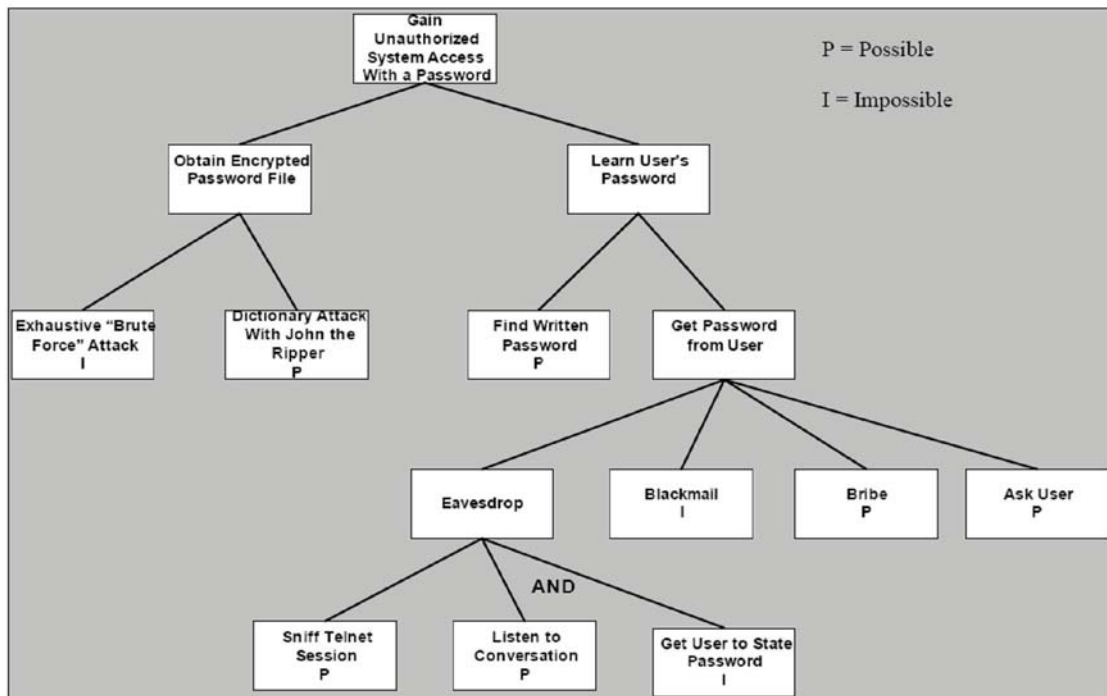 Gain
Unauthorized
System Access
With a Password
P = Possible
I = Impossible
Obtain Encrypted
Password File
Learn User's
Password
Exhaustive “Brute
Force” Attack
I
Dictionary Attack
With John the
Ripper
P
Find Written
Password
P
Get Password
from User
Eavesdrop
Blackmail
I
Bribe
P
Ask User
P
AND
Sniff Telnet
Session
P
Listen to
Conversation
P
Get User to State
Password
I